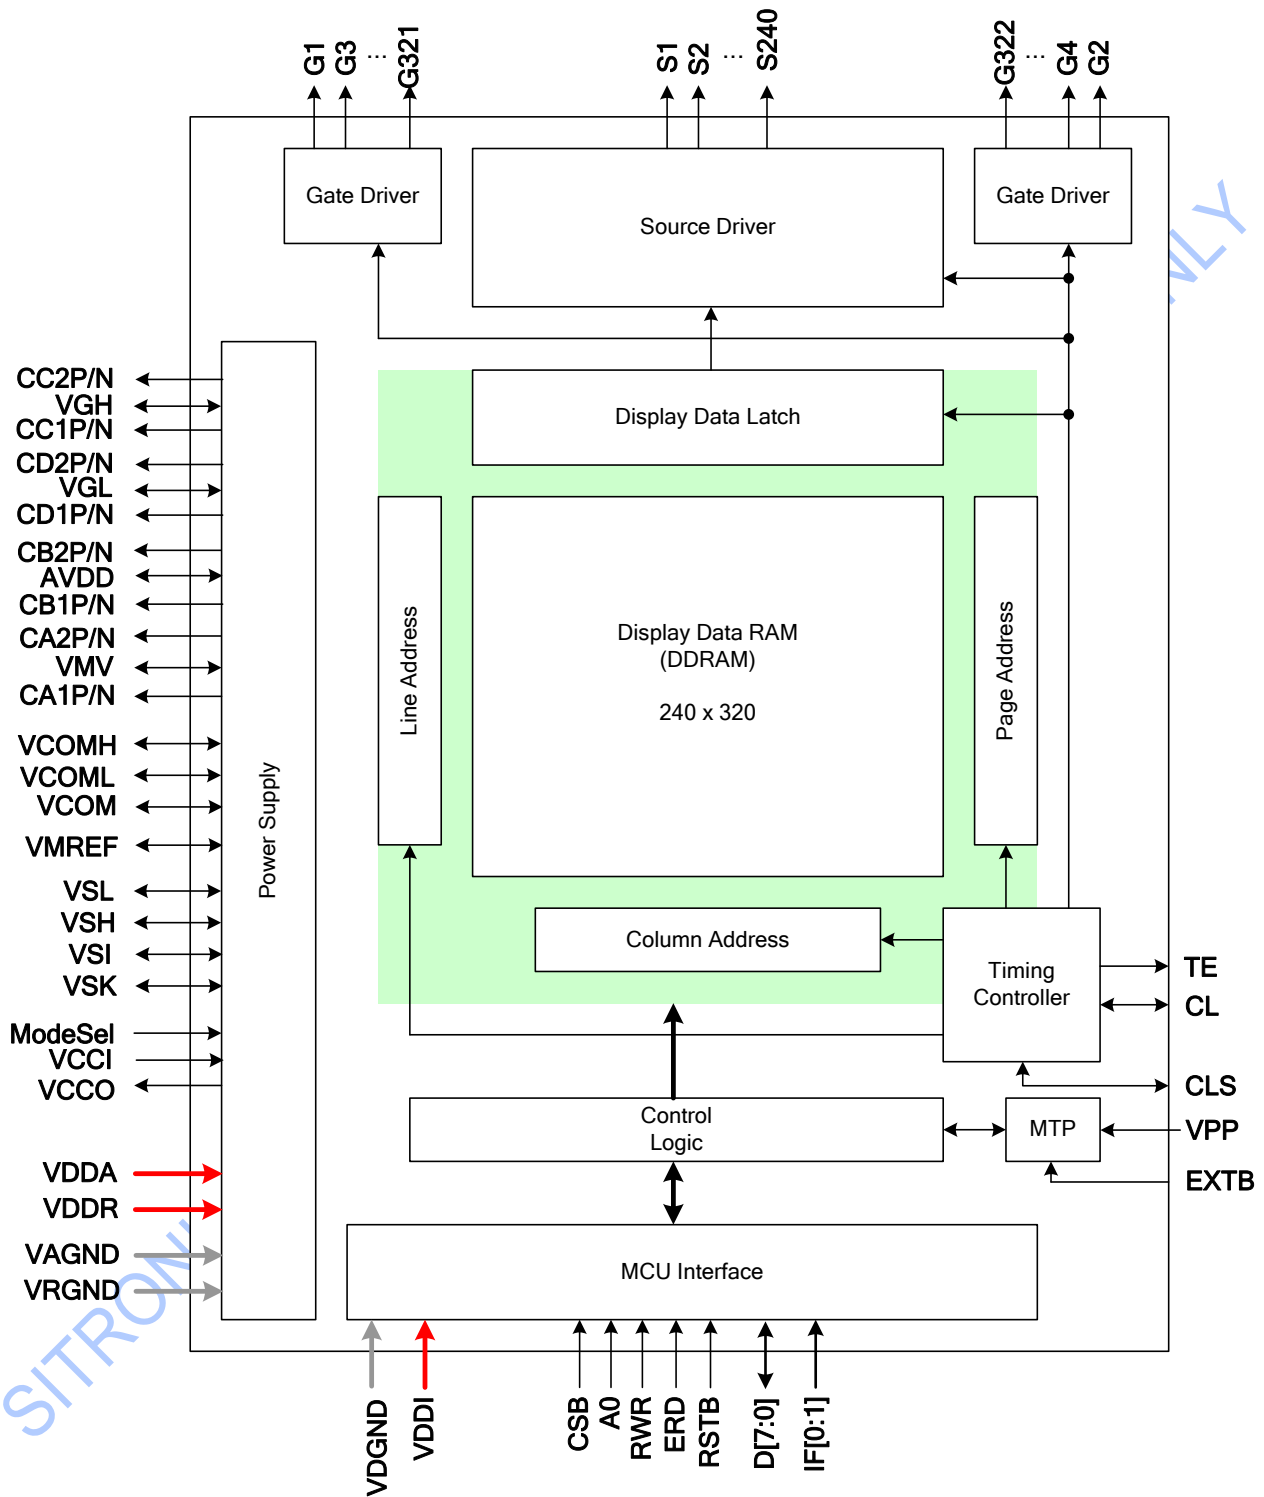 G1 G3 ... G321 S1 S2 ... S240 G322 ... G4 G2
Gate Driver
Source Driver
Gate Driver
NLY
CC2P/N
VGH
CC1P/N
CD2P/N
VGL
CD1P/N
CB2P/N
AVDD
CB1P/N
CA2P/N
VMV
CA1P/N
VCOMH
VCOML
VCOM
VMREF
VSL
VSH
VSI
VSK
ModeSel
VCCI
VCCO
VDDA
VDDR
VAGND
VRGND
Power Supply
Display Data Latch
Line Address
Display Data RAM
(DDRAM)
240 x 320
Page Address
Column Address
Timing
Controller
TE
CL
CLS
Control
Logic
MTP
VPP
EXTB
MCU Interface
SITRON
VDGND VDDI CSB A0 RWR ERD RSTB D[7:0] IF[0:1]